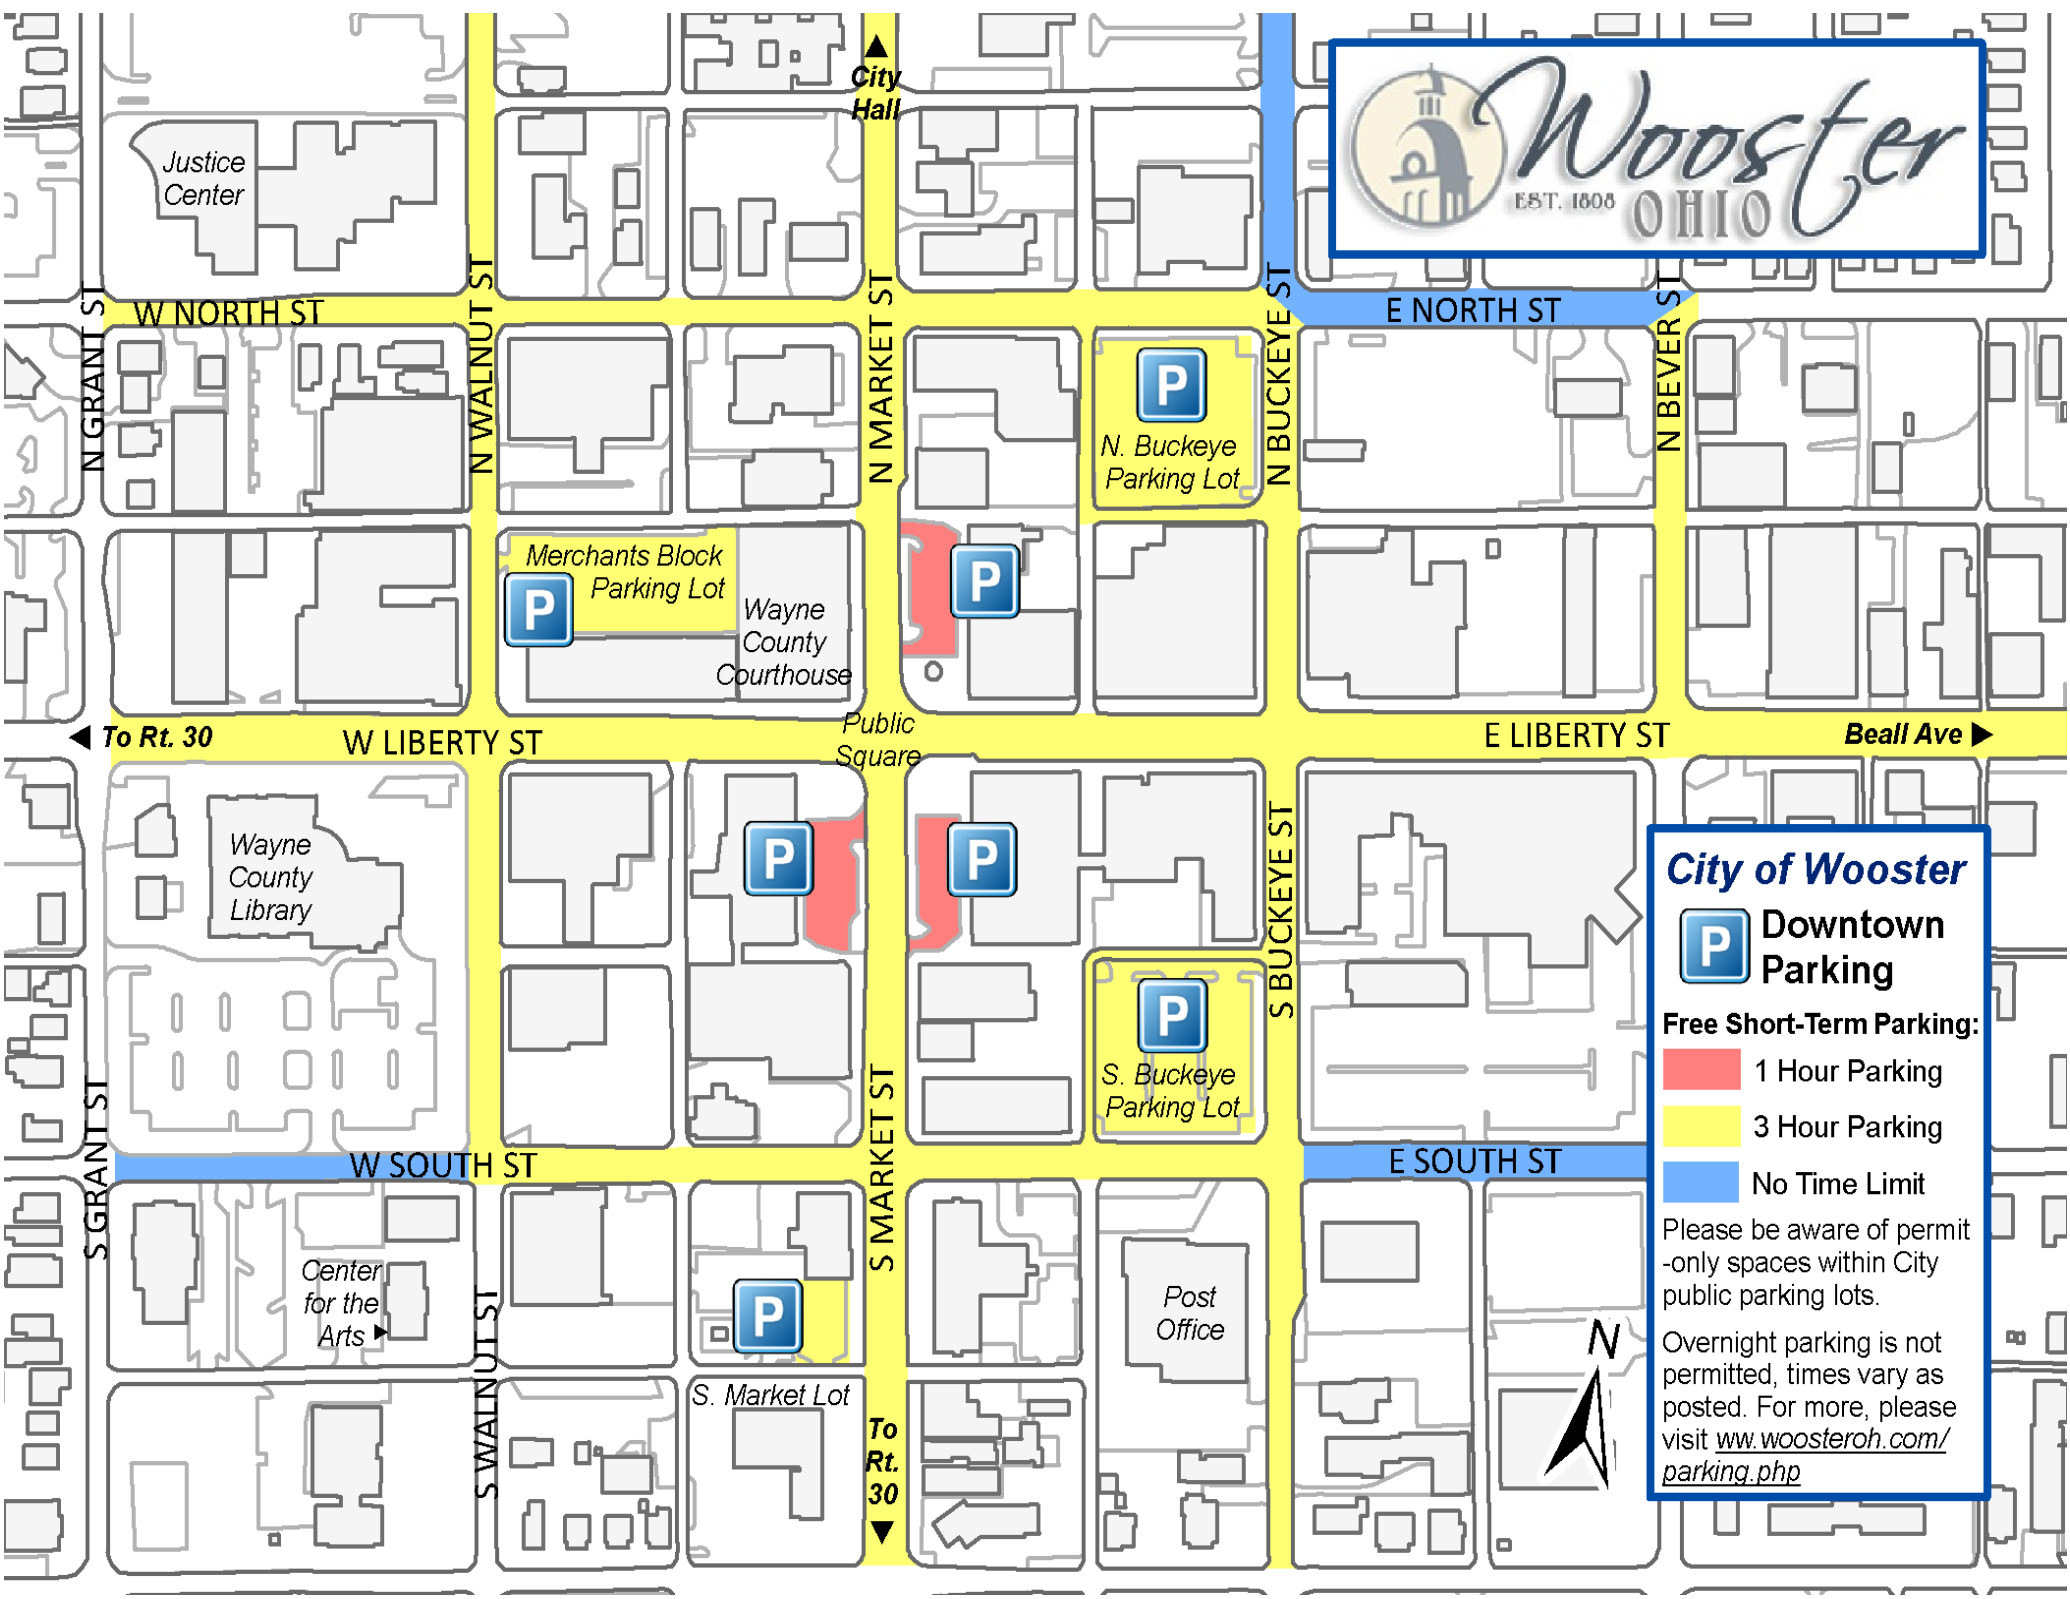 City
Hall
Wooster
EST. 1808
OHIO
Justice
Center
W NORTH ST
E NORTH ST
N GRANT ST
N WALNUT ST
N MARKET ST
N BUCKEYE ST
N BEVER ST
P
N. Buckeye
Parking Lot
Merchants Block
Parking Lot
P
P
Wayne
County
Courthouse
Public
Square
To Rt. 30
W LIBERTY ST
E LIBERTY ST
Beall Ave
Wayne
County
Library
P
P
S BUCKEYE ST
P
S. Buckeye
Parking Lot
S GRANT ST
W SOUTH ST
S MARKET ST
E SOUTH ST
Center
for the
Arts
S WALNUT ST
P
S. Market Lot
Post
Office
To
Rt.
30
N
City of Wooster
P
Downtown
Parking
Free Short-Term Parking:
1 Hour Parking
3 Hour Parking
No Time Limit
Please be aware of permit
-only spaces within City
public parking lots.
Overnight parking is not
permitted, times vary as
posted. For more, please
visit ww.woosteroh.com/
parking.php